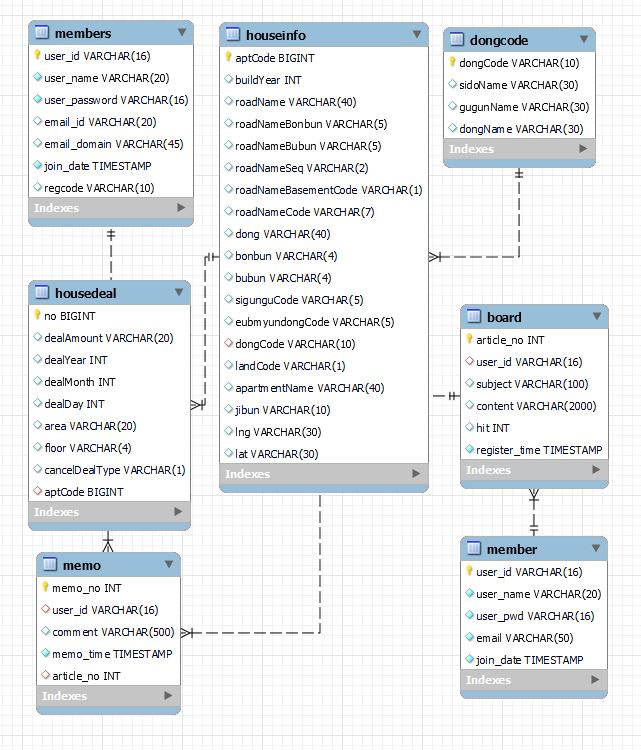 members
user_id VARCHAR(16)
user_name VARCHAR(20)
user_password VARCHAR(16)
email_id VARCHAR(20)
email_domain VARCHAR(45)
join_date TIMESTAMP
regcode VARCHAR(10)
Indexes
houseinfo
aptCode BIGINT
buildYear INT
roadName VARCHAR(40)
roadNameBonbun VARCHAR(5)
roadNameBubun VARCHAR(5)
roadNameSeq VARCHAR(2)
roadNameBasementCode VARCHAR(1)
roadNameCode VARCHAR(7)
dong VARCHAR(40)
bonbun VARCHAR(4)
bubun VARCHAR(4)
sigunguCode VARCHAR(5)
eubmyundongCode VARCHAR(5)
dongCode VARCHAR(10)
landCode VARCHAR(1)
apartmentName VARCHAR(40)
jibun VARCHAR(10)
lng VARCHAR(30)
lat VARCHAR(30)
Indexes
dongcode
dongCode VARCHAR(10)
sidoName VARCHAR(30)
gugunName VARCHAR(30)
dongName VARCHAR(30)
Indexes
housedeal
no BIGINT
dealAmount VARCHAR(20)
dealYear INT
dealMonth INT
dealDay INT
area VARCHAR(20)
floor VARCHAR(4)
cancelDealType VARCHAR(1)
aptCode BIGINT
Indexes
board
article_no INT
user_id VARCHAR(16)
subject VARCHAR(100)
content VARCHAR(2000)
hit INT
register_time TIMESTAMP
Indexes
memo
memo_no INT
user_id VARCHAR(16)
comment VARCHAR(500)
memo_time TIMESTAMP
article_no INT
Indexes
member
user_id VARCHAR(16)
user_name VARCHAR(20)
user_pwd VARCHAR(16)
email VARCHAR(50)
join_date TIMESTAMP
Indexes